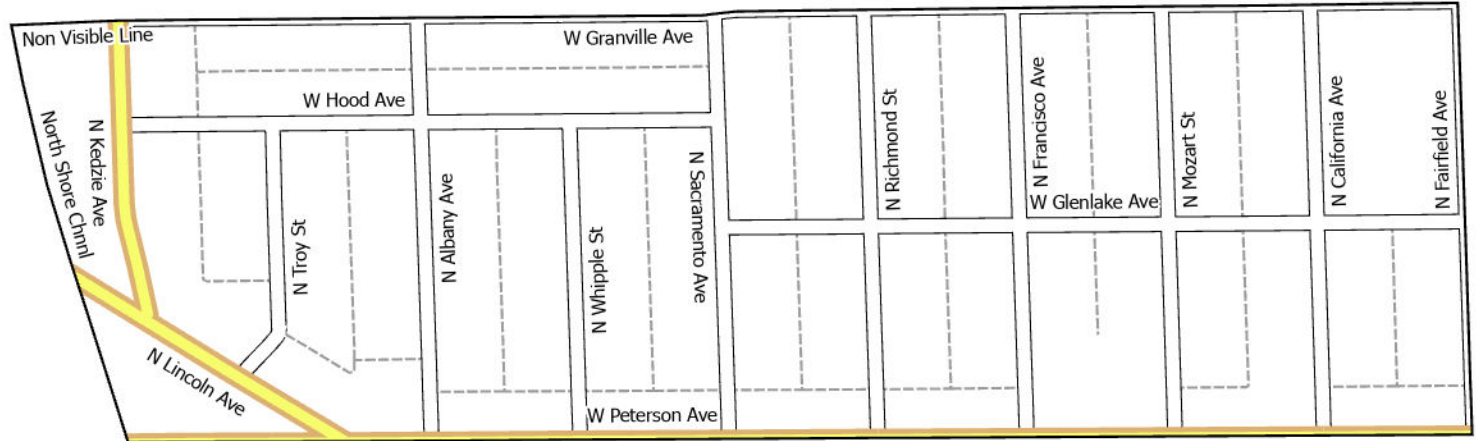 Non Visible Line
W Granville Ave
W Hood Ave
North Shore Chnnl
N Kedzie Ave
N Troy St
N Albany Ave
N Whipple St
N Sacramento Ave
N Richmond St
N Francisco Ave
W Glenlake Ave
N Mozart St
N California Ave
N Fairfield Ave
N Lincoln Ave
W Peterson Ave